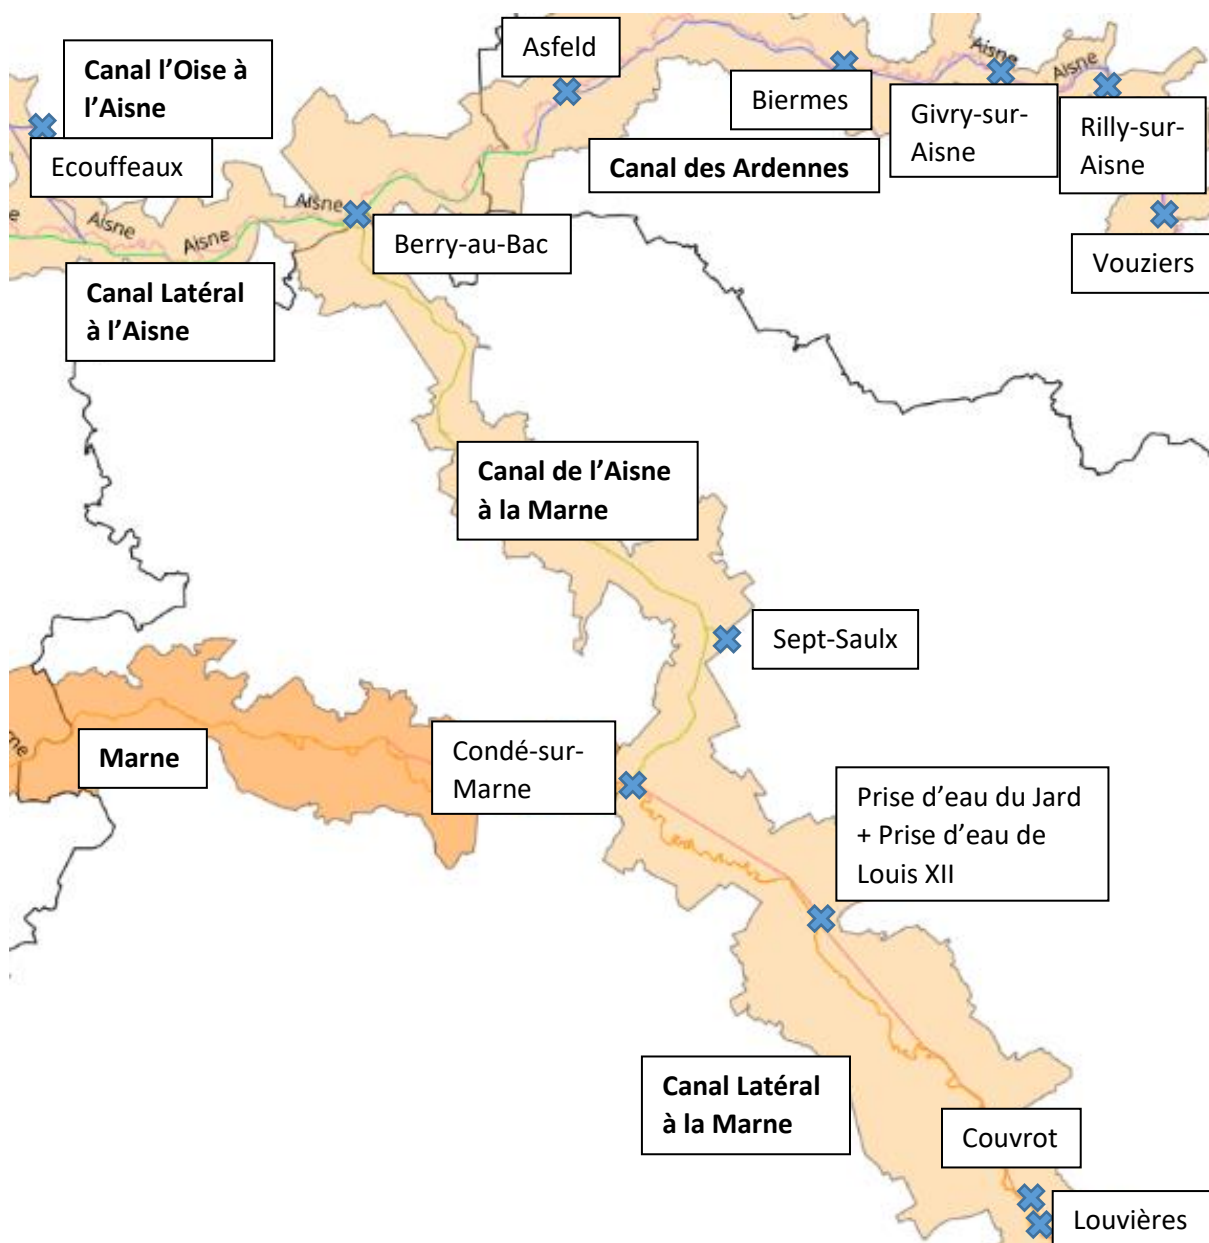 Asfeld
Canal l’Oise à
l’Aisne
Ecouffeaux
Biermes
Aisne
Givry-sur-
Aisne
Aisne
Rilly-sur-
Aisne
Canal des Ardennes
Vouziers
Aisne
Aisne
Aisne
Berry-au-Bac
Canal Latéral
à l’Aisne
Canal de l’Aisne
à la Marne
Sept-Saulx
Marne
Condé-sur-
Marne
Prise d’eau du Jard
+ Prise d’eau de
Louis XII
Canal Latéral
à la Marne
Couvrot
Louvières